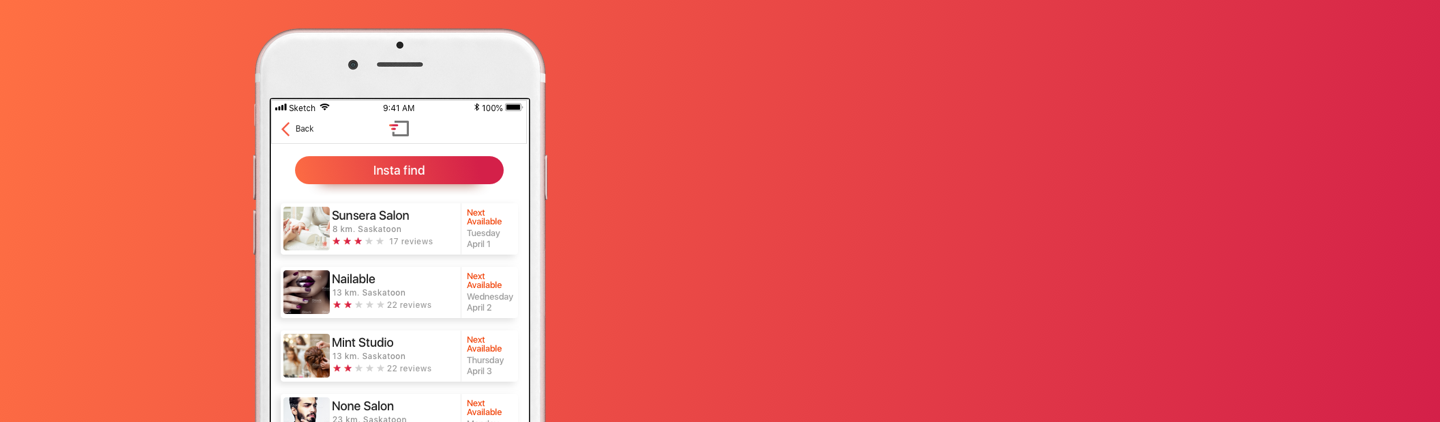 Sketch 9:41 AM 100%
Back
Insta find
Sunsera Salon
8 km. Saskatoon
17 reviews
Next
Available
Tuesday
April 1
Nailable
13 km. Saskatoon
22 reviews
Next
Available
Wednesday
April 2
Mint Studio
13 km. Saskatoon
22 reviews
Next
Available
Thursday
April 3
None Salon
23 km. Saskatoon
Next
Available